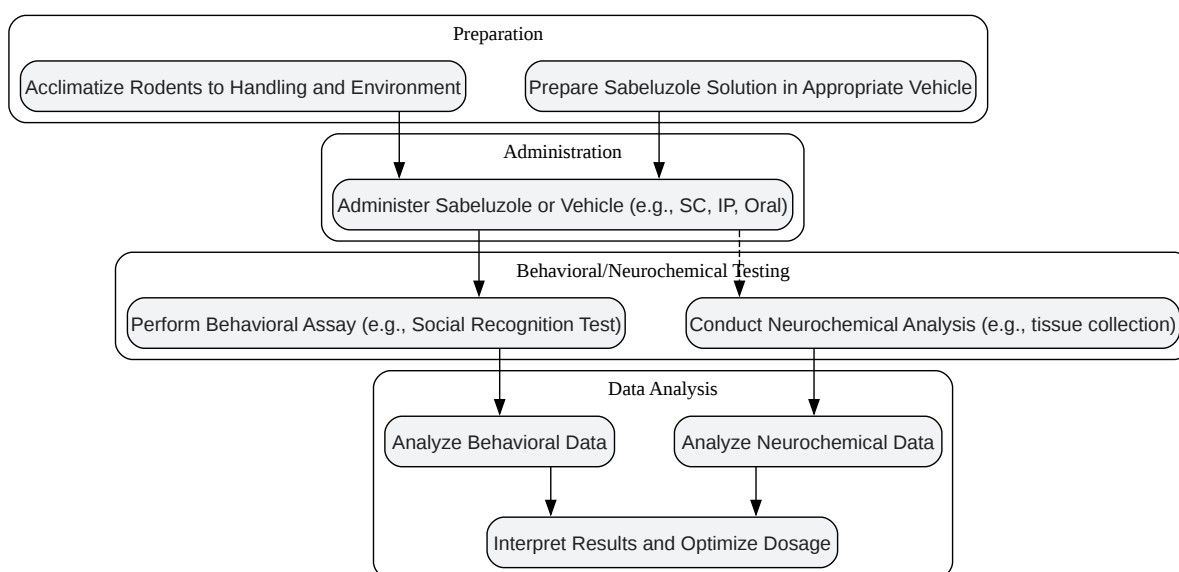 Preparation
Acclimatize Rodents to Handling and Environment
Prepare Sabeluzole Solution in Appropriate Vehicle
Administration
Administer Sabeluzole or Vehicle (e.g., SC, IP, Oral)
Behavioral/Neurochemical Testing
Perform Behavioral Assay (e.g., Social Recognition Test)
Conduct Neurochemical Analysis (e.g., tissue collection)
Data Analysis
Analyze Behavioral Data
Analyze Neurochemical Data
Interpret Results and Optimize Dosage